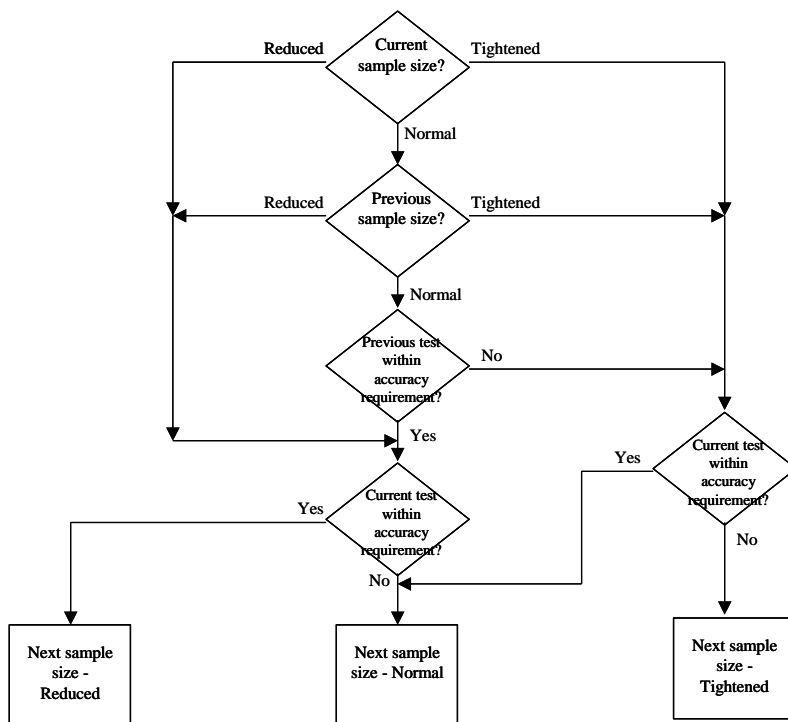 Reduced
Current
sample size?
Tightened
Normal
Reduced
Previous
sample size?
Tightened
Normal
Previous test
within
accuracy
requirement?
No
Yes
Current test
within
accuracy
requirement?
Yes
Yes
Current test
within
accuracy
requirement?
No
No
Next sample
size -
Reduced
Next sample
size - Normal
Next sample
size -
Tightened